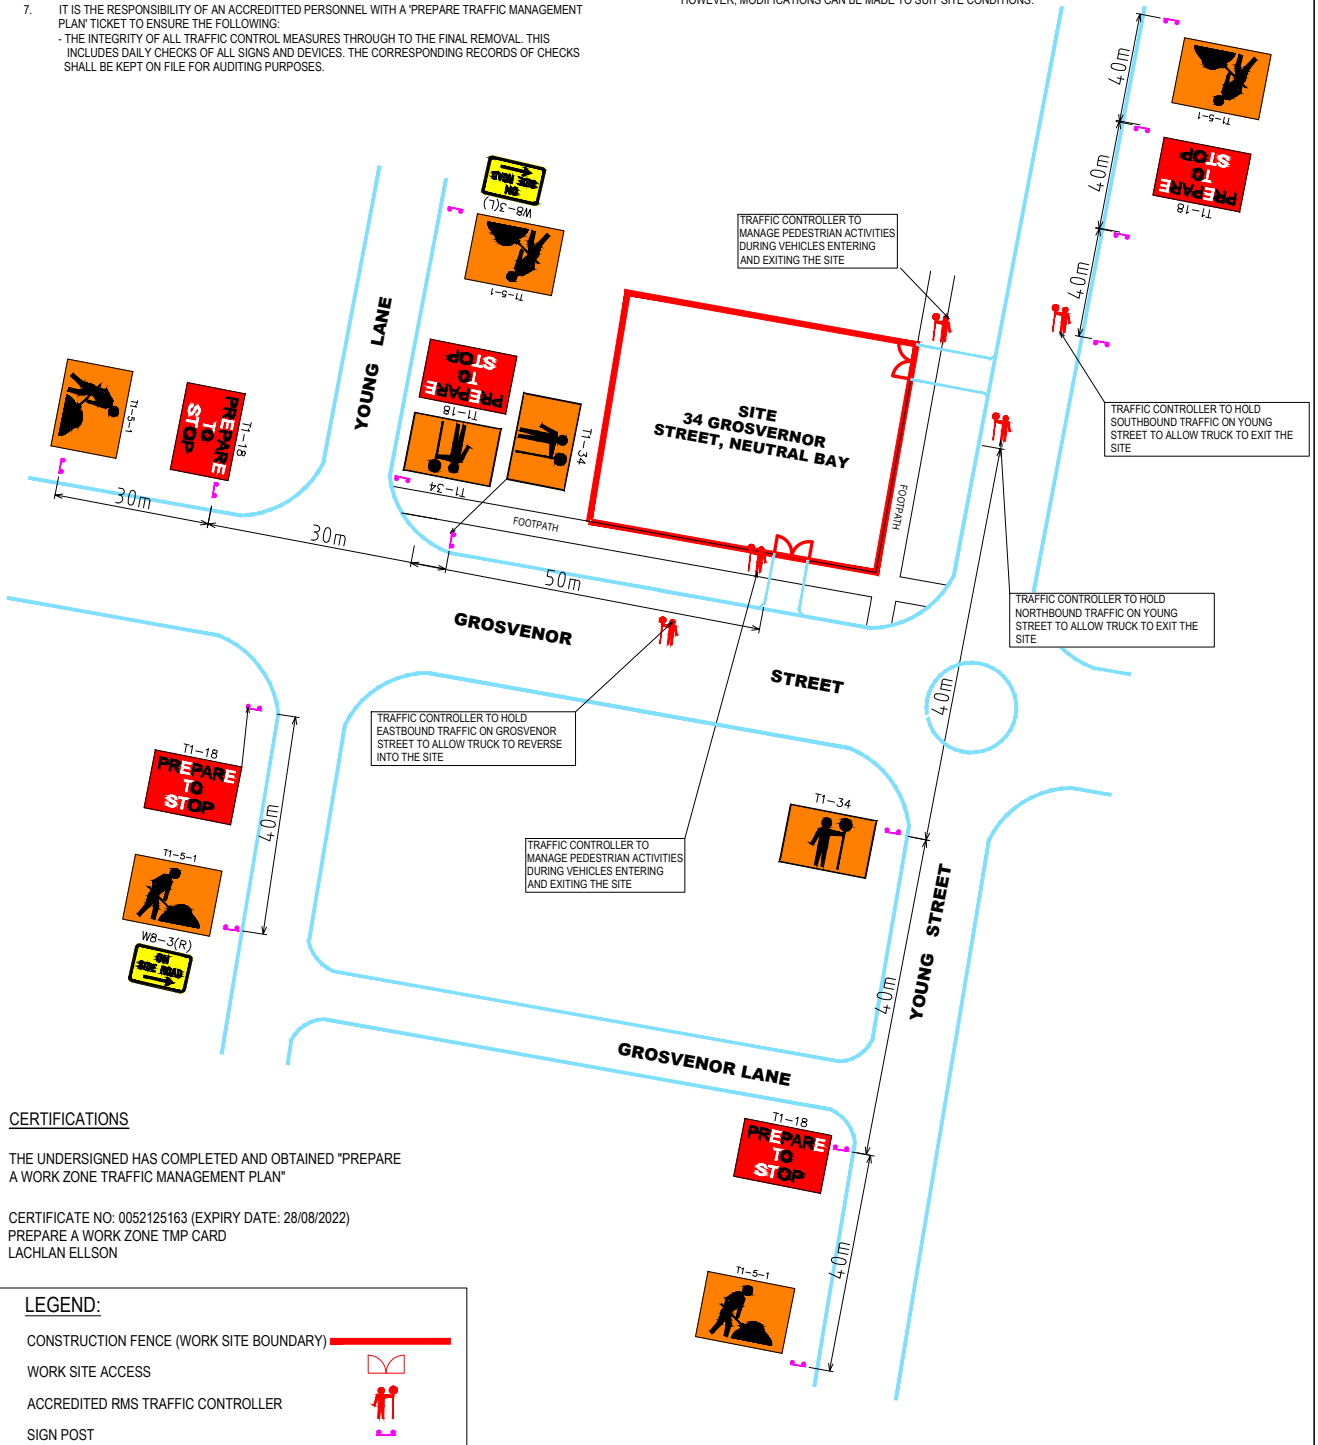 7. IT IS THE RESPONSIBILITY OF AN ACCREDITTED PERSONNEL WITH A 'PREPARE TRAFFIC MANAGEMENT
PLAN' TICKET TO ENSURE THE FOLLOWING:
- THE INTEGRITY OF ALL TRAFFIC CONTROL MEASURES THROUGH TO THE FINAL REMOVAL. THIS
INCLUDES DAILY CHECKS OF ALL SIGNS AND DEVICES. THE CORRESPONDING RECORDS OF CHECKS
SHALL BE KEPT ON FILE FOR AUDITING PURPOSES.
HOWEVER, MODIFICATIONS CAN BE MADE TO SUIT SITE CONDITIONS.
40m
T1-5-1
40m
PREPARE
TO
STOP
T1-18
40m
ON
SIDE ROAD
W8-3(L)
T1-5-1
TRAFFIC CONTROLLER TO
MANAGE PEDESTRIAN ACTIVITIES
DURING VEHICLES ENTERING
AND EXITING THE SITE
YOUNG LANE
PREPARE
TO
STOP
T1-18
T1-34
T1-34
T1-5-1
PREPARE
TO
STOP
T1-18
SITE
34 GROSVERNOR
STREET, NEUTRAL BAY
TRAFFIC CONTROLLER TO HOLD
SOUTHBOUND TRAFFIC ON YOUNG
STREET TO ALLOW TRUCK TO EXIT THE
SITE
30m
30m
50m
FOOTPATH
FOOTPATH
GROSVENOR
STREET
TRAFFIC CONTROLLER TO HOLD
NORTHBOUND TRAFFIC ON YOUNG
STREET TO ALLOW TRUCK TO EXIT THE
SITE
40m
TRAFFIC CONTROLLER TO HOLD
EASTBOUND TRAFFIC ON GROSVENOR
STREET TO ALLOW TRUCK TO REVERSE
INTO THE SITE
T1-18
PREPARE
TO
STOP
40m
T1-5-1
W8-3(R)
ON
SIDE ROAD
TRAFFIC CONTROLLER TO
MANAGE PEDESTRIAN ACTIVITIES
DURING VEHICLES ENTERING
AND EXITING THE SITE
T1-34
YOUNG STREET
40m
GROSVENOR LANE
T1-18
PREPARE
TO
STOP
40m
T1-5-1
CERTIFICATIONS
THE UNDERSIGNED HAS COMPLETED AND OBTAINED "PREPARE
A WORK ZONE TRAFFIC MANAGEMENT PLAN"
CERTIFICATE NO: 0052125163 (EXPIRY DATE: 28/08/2022)
PREPARE A WORK ZONE TMP CARD
LACHLAN ELLSON
LEGEND:
CONSTRUCTION FENCE (WORK SITE BOUNDARY)
WORK SITE ACCESS
ACCREDITED RMS TRAFFIC CONTROLLER
SIGN POST